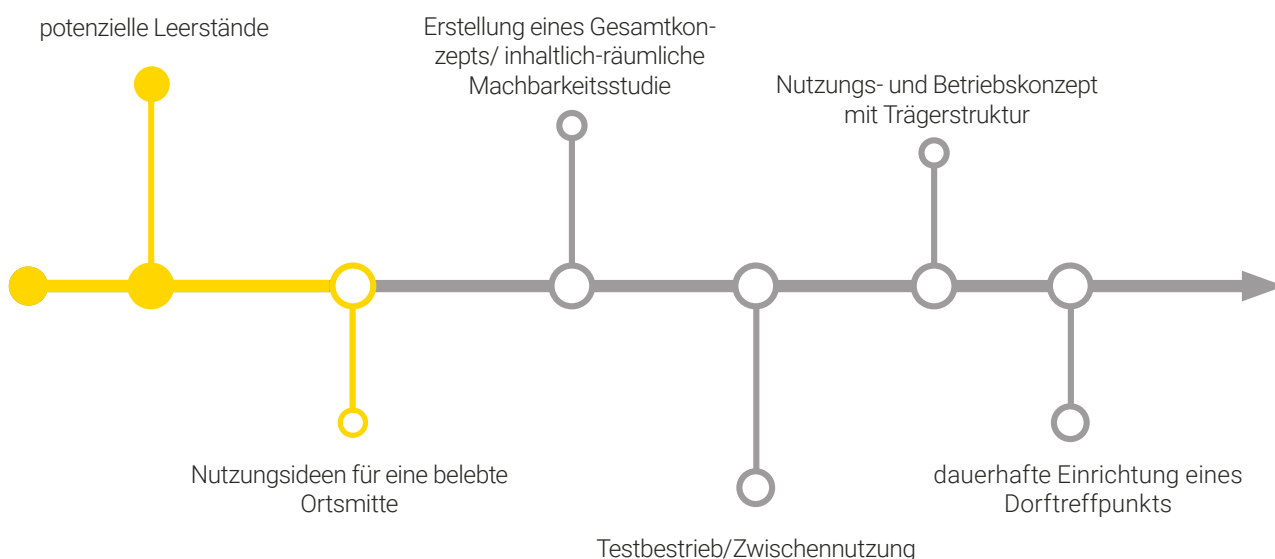 potenzielle Leerstände
Erstellung eines Gesamtkon-
zepts/ inhaltlich-räumliche
Machbarkeitsstudie
Nutzungs- und Betriebskonzept
mit Trägerstruktur
Nutzungsideen für eine belebte
Ortsmitte
dauerhafte Einrichtung eines
Dorftreffpunkts
Testbestrieb/Zwischennutzung